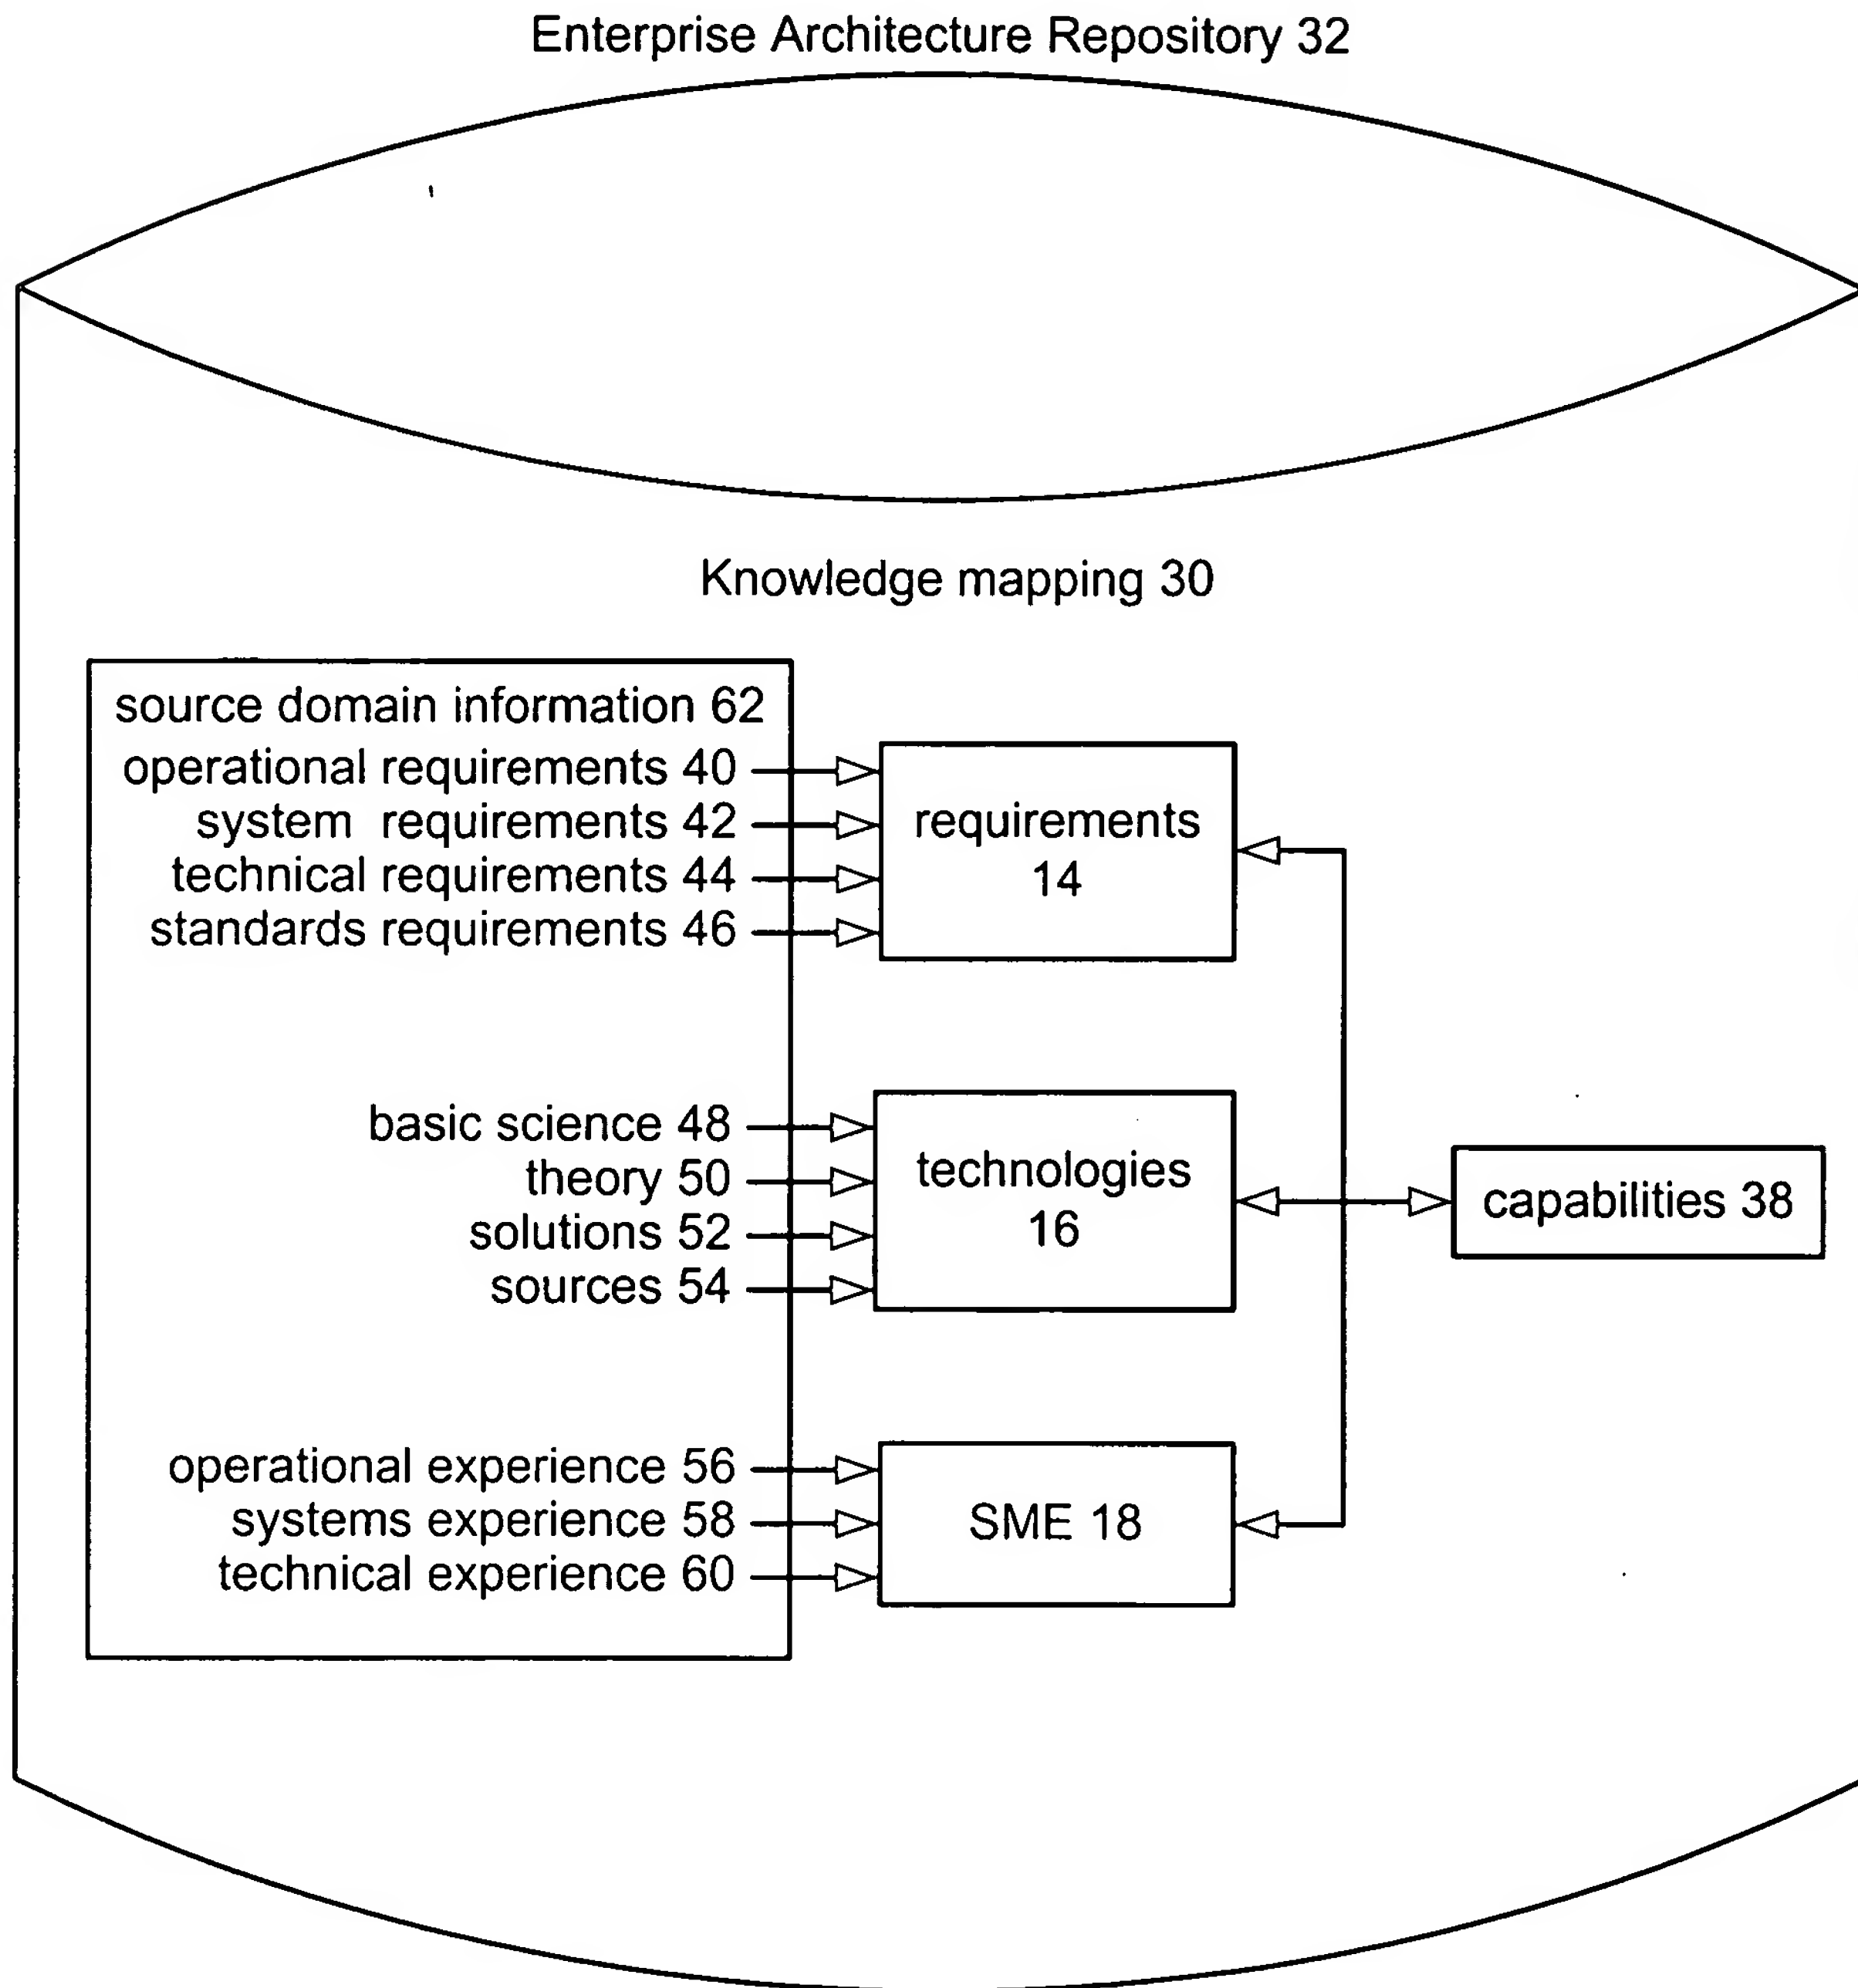 Enterprise Architecture Repository 32
Knowledge mapping 30
source domain information 62
operational requirements 40
system requirements 42
technical requirements 44
standards requirements 46
requirements
14
basic science 48
theory 50
solutions 52
sources 54
technologies
16
capabilities 38
operational experience 56
systems experience 58
technical experience 60
SME 18